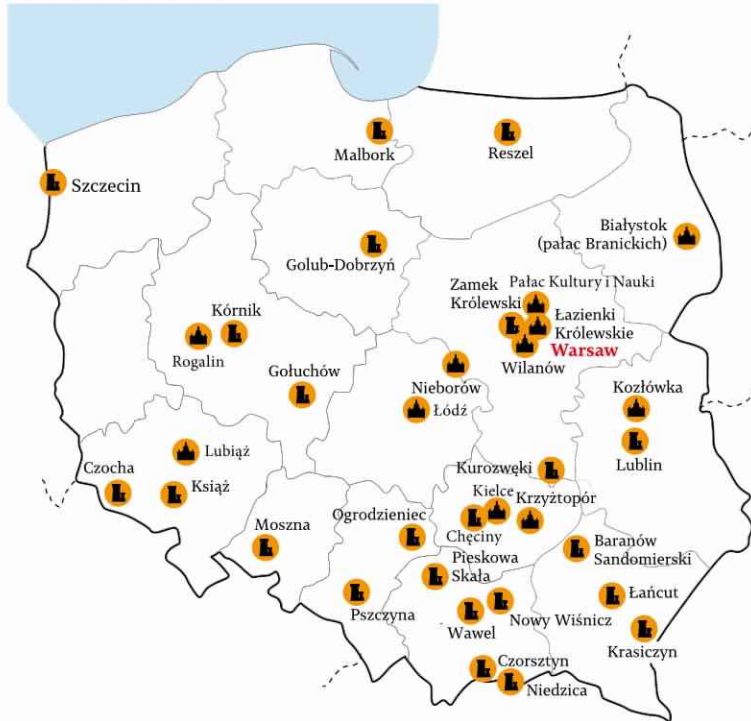 Malbork
Reszel
Szczecin
Białystok
(pałac Branickich)
Golub-Dobrzyń
Pałac Kultury i Nauki
Zamek
Królewski
Łazienki
Królewskie
Warsaw
Wilanów
Kórnik
Rogalin
Gołuchów
Nieborów
Łódź
Kozłówka
Lublin
Lubiąż
Czocha
Książ
Kurozwęki
Kielce
Krzyżtopór
Chęciny
Moszna
Ogrodzieniec
Pieskowa
Skała
Baranów
Sandomierski
Pszczyna
Wawel
Nowy Wiśnicz
Łańcut
Krasiczyn
Czorsztyn
Niedzica